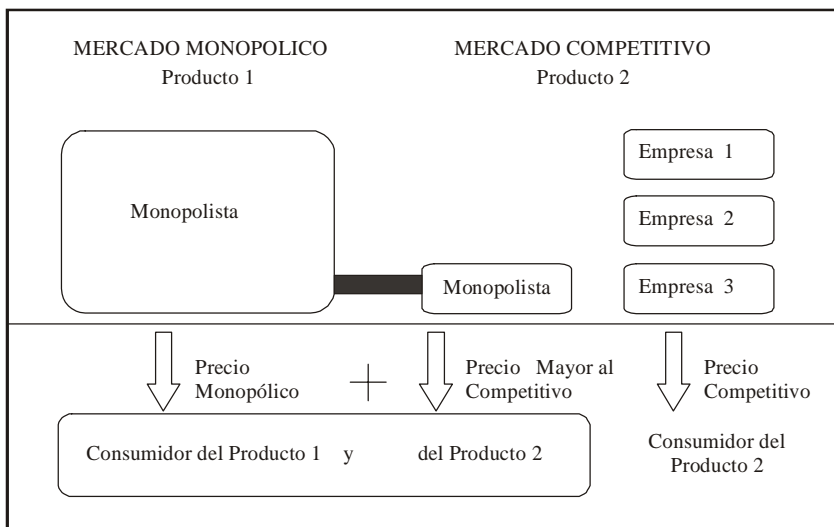 MERCADO MONOPOLICO
Producto 1
MERCADO COMPETITIVO
Producto 2
Monopolista
Monopolista
Empresa 1
Empresa 2
Empresa 3
Precio
Monopólico
Precio Mayor al
Competitivo
Precio
Competitivo
Consumidor del Producto 1 y del Producto 2
Consumidor del
Producto 2